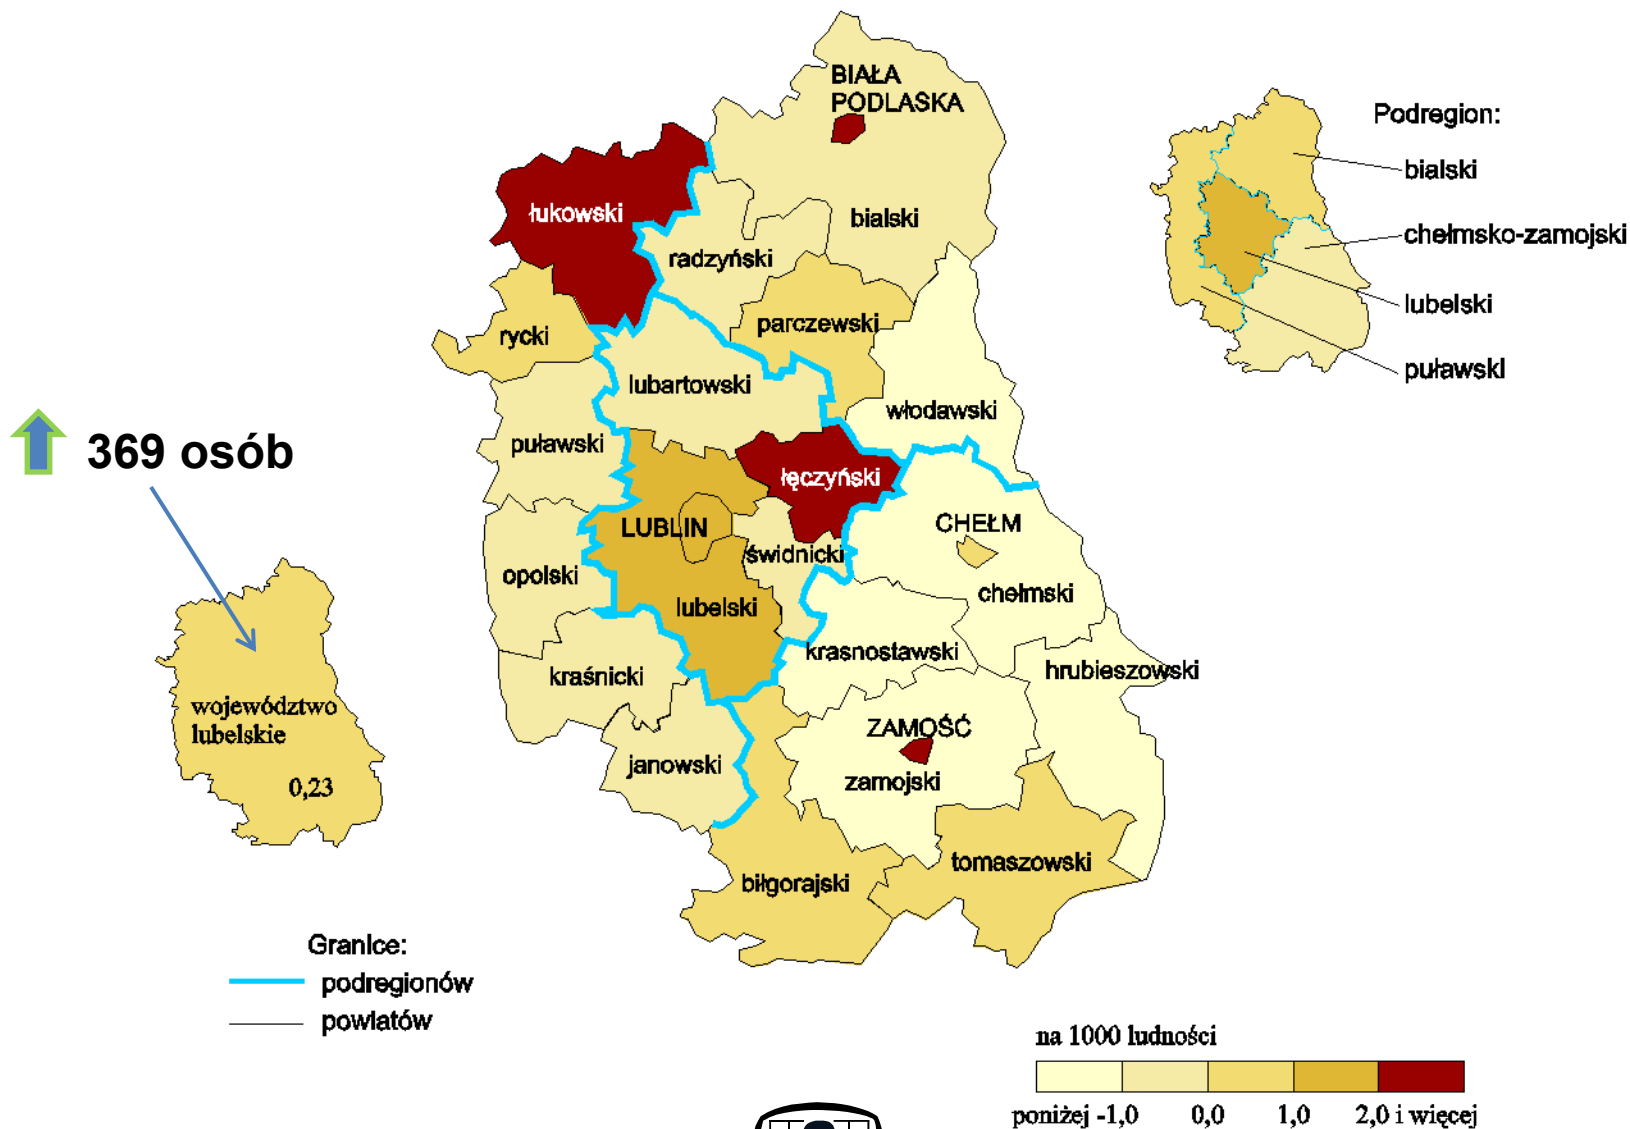 BIAŁA
PODLASKA
Podregion:
bialski
chełmsko-zamojski
lubelski
puławski
łukowski
bialski
radzyński
rycki
parczewski
lubartowski
włodawski
369 osób
puławski
łęczyński
LUBLIN
CHEŁM
świdnicki
opolski
chełmski
lubelski
krasnostawski
kraśnicki
hrubieszowski
województwo
lubelskie
0,23
ZAMOŚĆ
janowski
zamojski
tomaszowski
biłgorajski
Granice:
podregionów
powiatów
na 1000 ludności
poniżej -1,0 0,0 1,0 2,0 i więcej